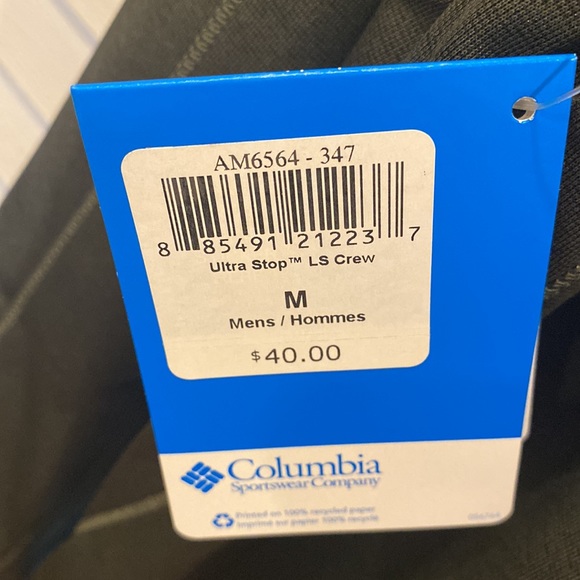 AM6564 - 347
8 85491 21223 7
Ultra Stop™ LS Crew
M
Mens / Hommes
$40.00
Columbia
Sportswear Company
Printed on 100% recycled paper
Imprimé sur papier 100% recyclé